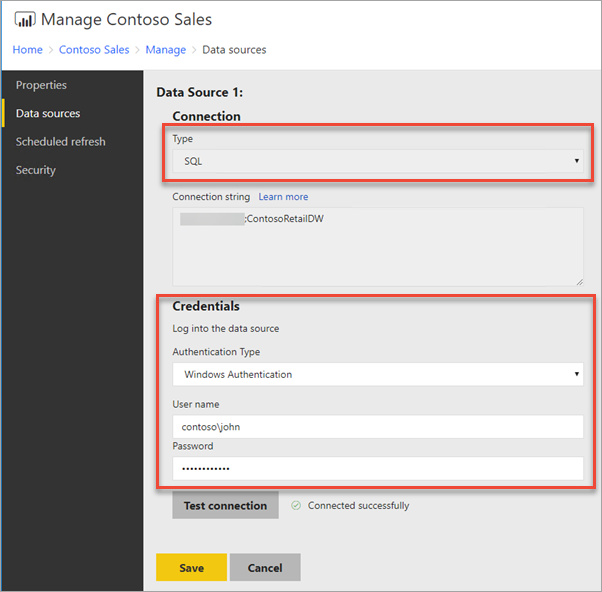 Manage Contoso Sales
Home > Contoso Sales > Manage > Data sources
Properties
Data sources
Scheduled refresh
Security
Data Source 1:
Connection
Type
SQL
Connection string Learn more
;ContosoRetailDW
Credentials
Log into the data source
Authentication Type
Windows Authentication
User name
contoso\john
Password
••••••••••••
Test connection Connected successfully
Save Cancel